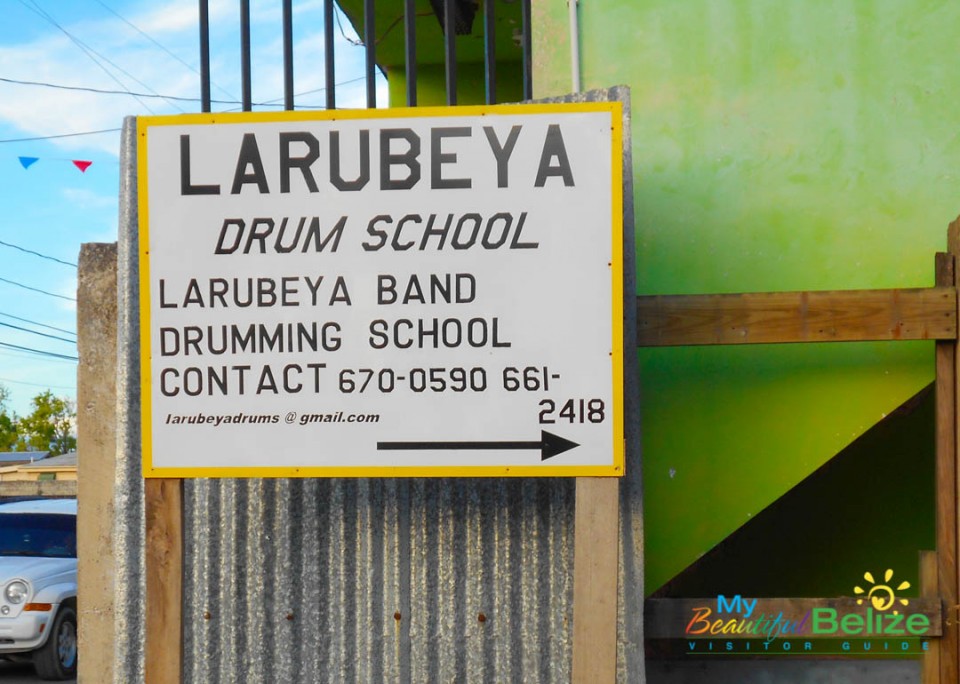 LARUBEYA
DRUM SCHOOL
LARUBEYA BAND
DRUMMING SCHOOL
CONTACT 670-0590 661-
2418
larubeyadrums @ gmail.com
My
Beautiful Belize
VISITOR GUIDE